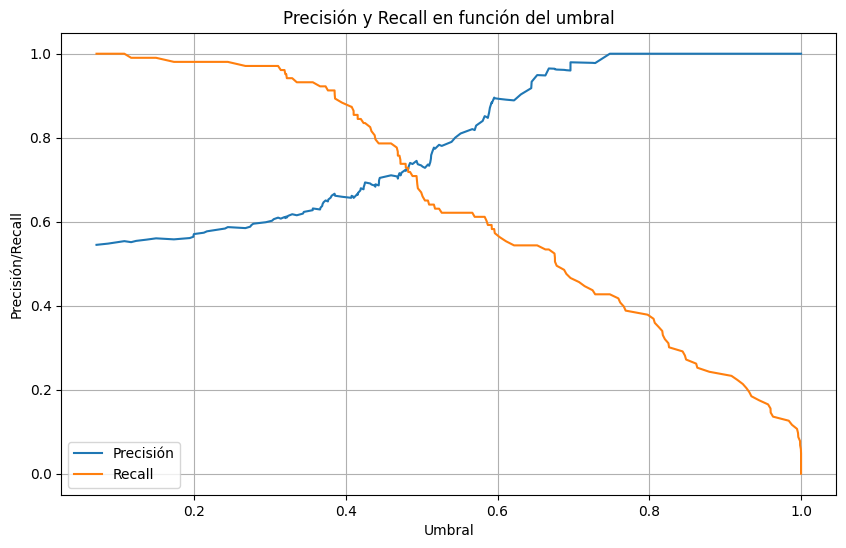 Precisión y Recall en función del umbral
Precisión/Recall
1.0
0.8
0.6
0.4
0.2
0.0
Precisión
Recall
0.2
0.4
0.6
0.8
1.0
Umbral